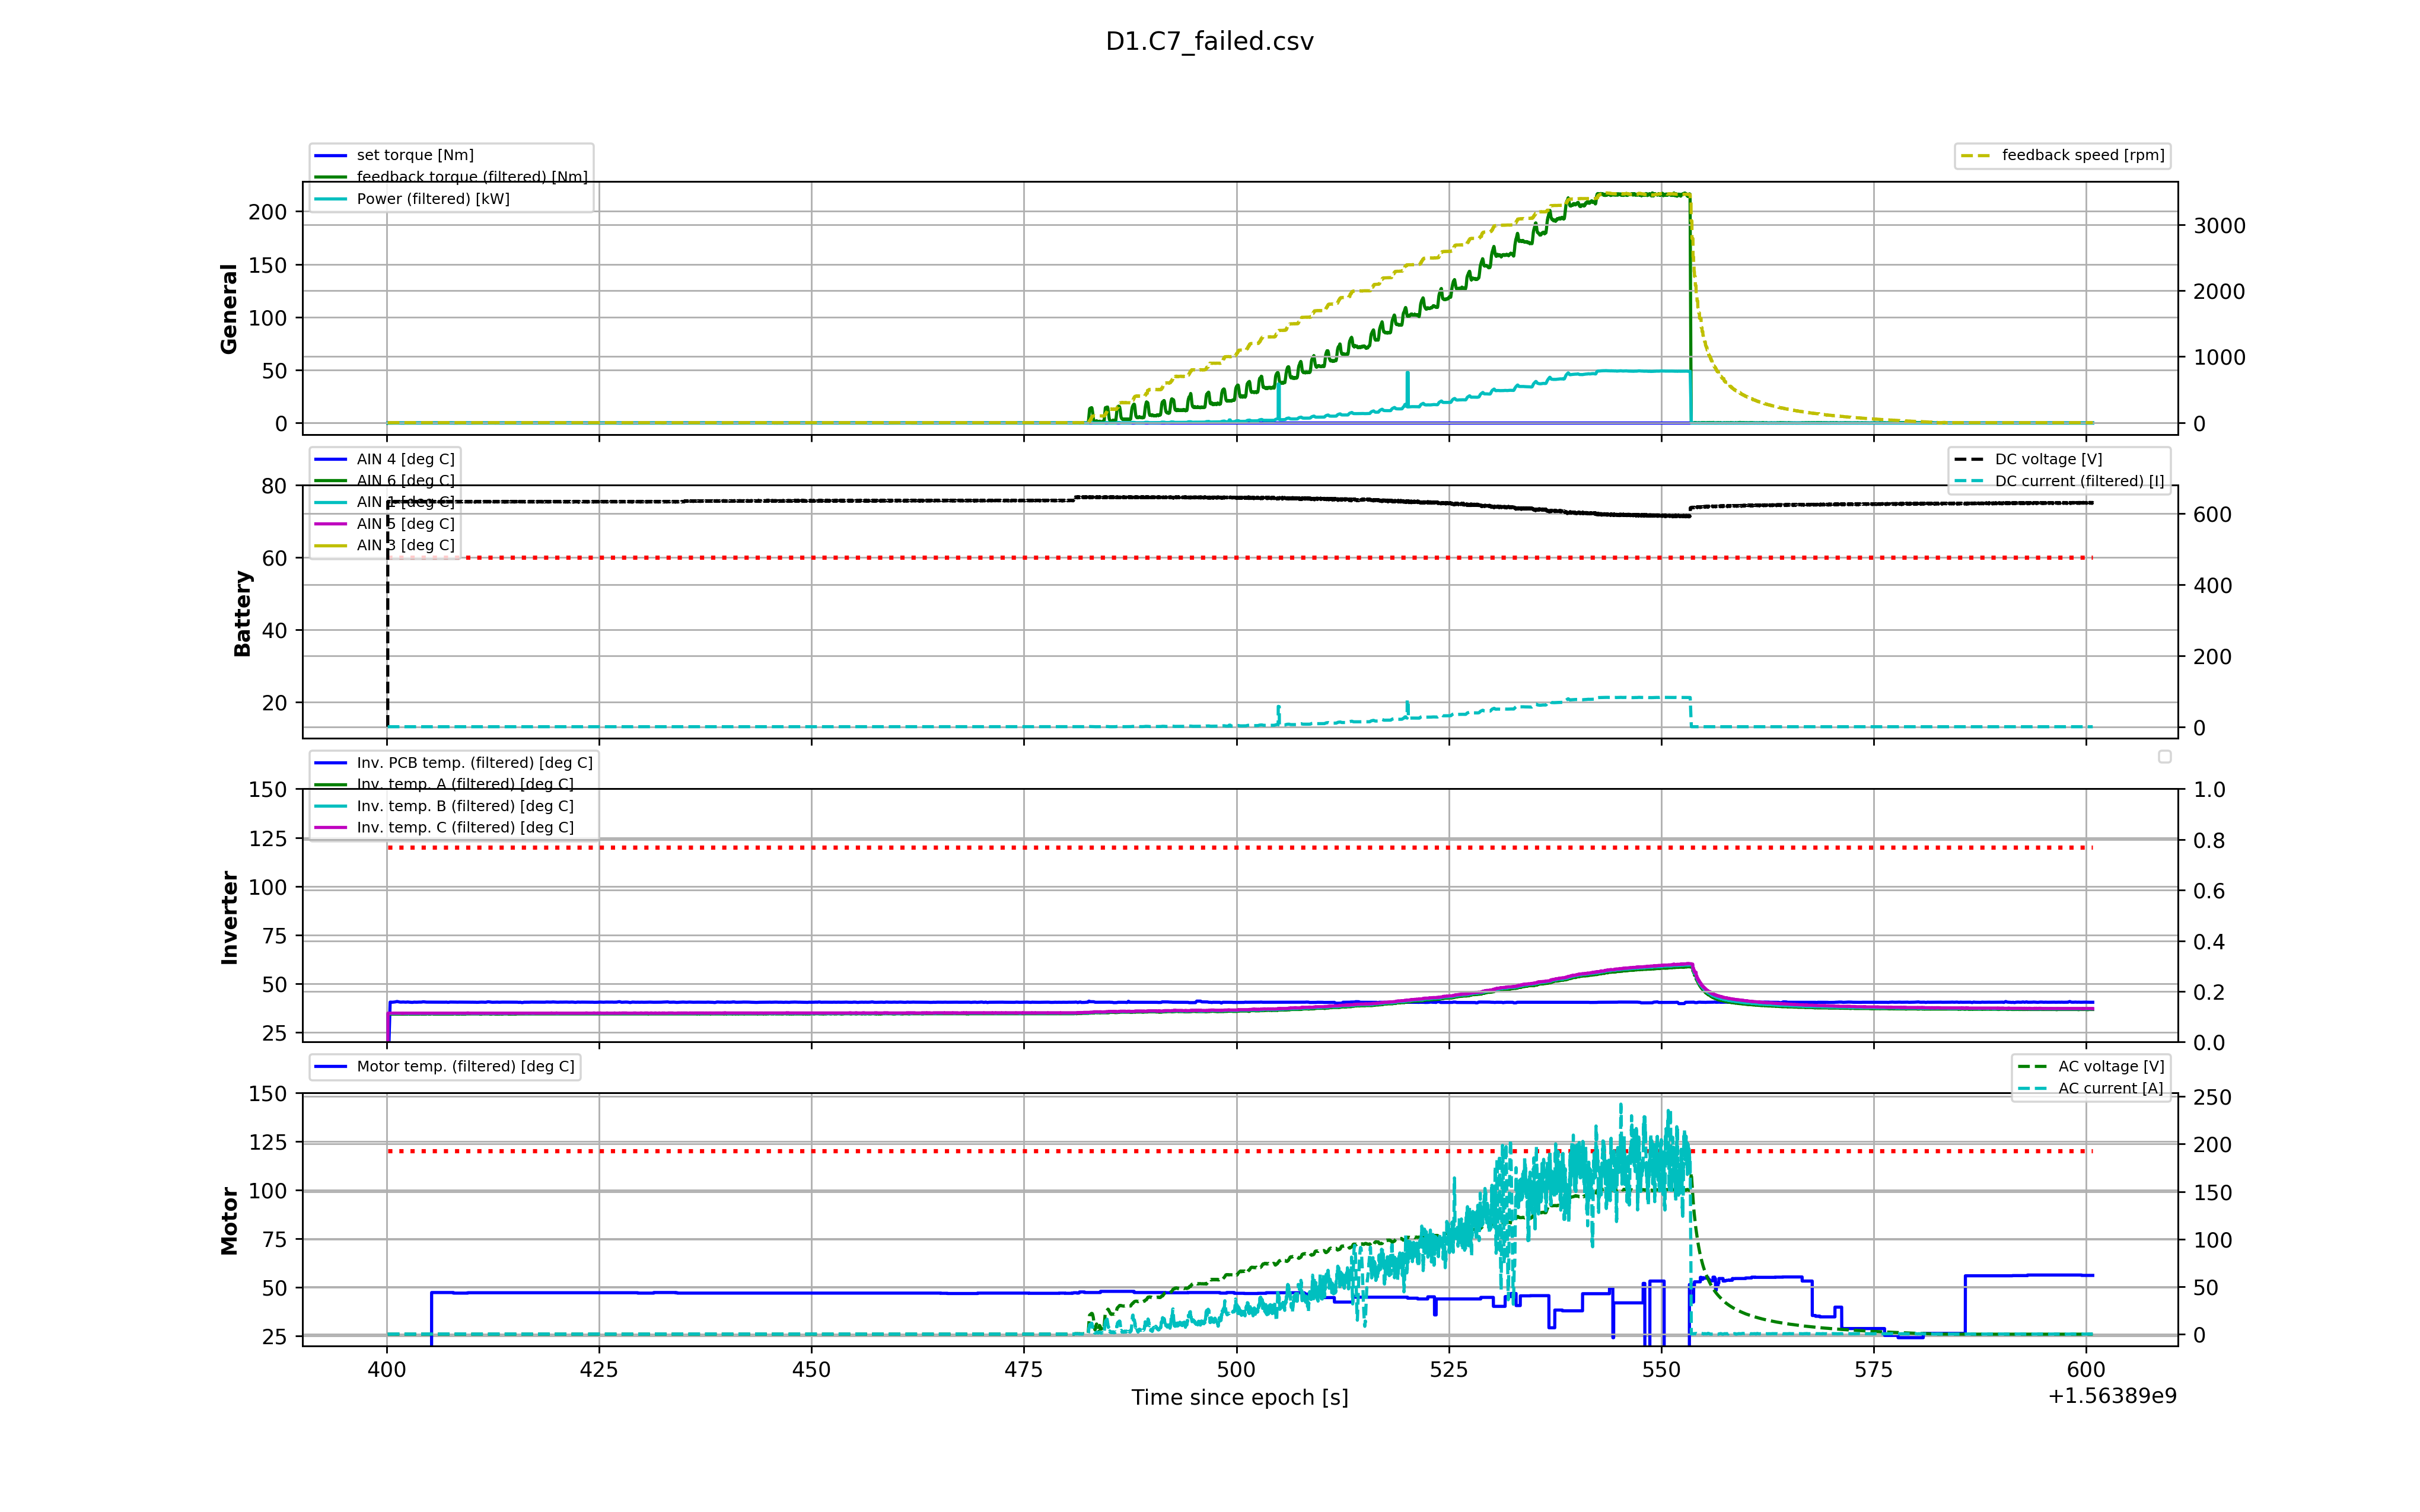 D1.C7_failed.csv
set torque [Nm]
feedback torque (filtered) [Nm]
Power (filtered) [kW]
feedback speed [rpm]
General
200
150
100
50
0
3000
2000
1000
0
AIN 4 [deg C]
AIN 6 [deg C]
AIN 1 [deg C]
AIN 5 [deg C]
AIN 3 [deg C]
DC voltage [V]
DC current (filtered) [I]
Battery
80
60
40
20
600
400
200
0
Inv. PCB temp. (filtered) [deg C]
Inv. temp. A (filtered) [deg C]
Inv. temp. B (filtered) [deg C]
Inv. temp. C (filtered) [deg C]
Inverter
150
125
100
75
50
25
1.0
0.8
0.6
0.4
0.2
0.0
Motor temp. (filtered) [deg C]
AC voltage [V]
AC current [A]
Motor
150
125
100
75
50
25
250
200
150
100
50
0
400 425 450 475 500 525 550 575 600
Time since epoch [s]
+1.56389e9